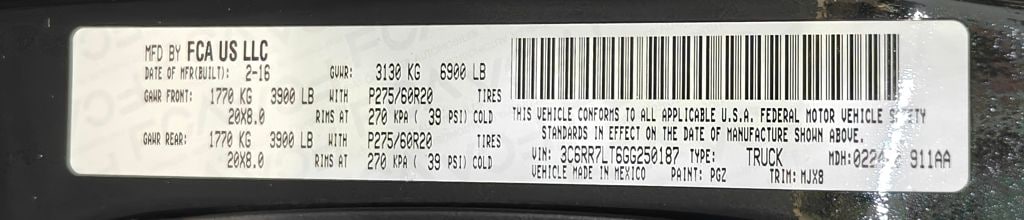 MFD BY FCA US LLC
DATE OF MFR(BUILT): 2-16 GVWR: 3130 KG 6900 LB
GAWR FRONT: 1770 KG 3900 LB WITH P275/60R20 TIRES
20X8.0 RIMS AT 270 KPA ( 39 PSI) COLD
GAWR REAR: 1770 KG 3900 LB WITH P275/60R20 TIRES
20X8.0 RIMS AT 270 KPA ( 39 PSI) COLD
THIS VEHICLE CONFORMS TO ALL APPLICABLE U.S.A. FEDERAL MOTOR VEHICLE SAFETY
STANDARDS IN EFFECT ON THE DATE OF MANUFACTURE SHOWN ABOVE.
VIN: 3C6RR7LT6GG250187 TYPE: TRUCK MDH: 911AA
VEHICLE MADE IN MEXICO PAINT: PGZ TRIM: MJX8